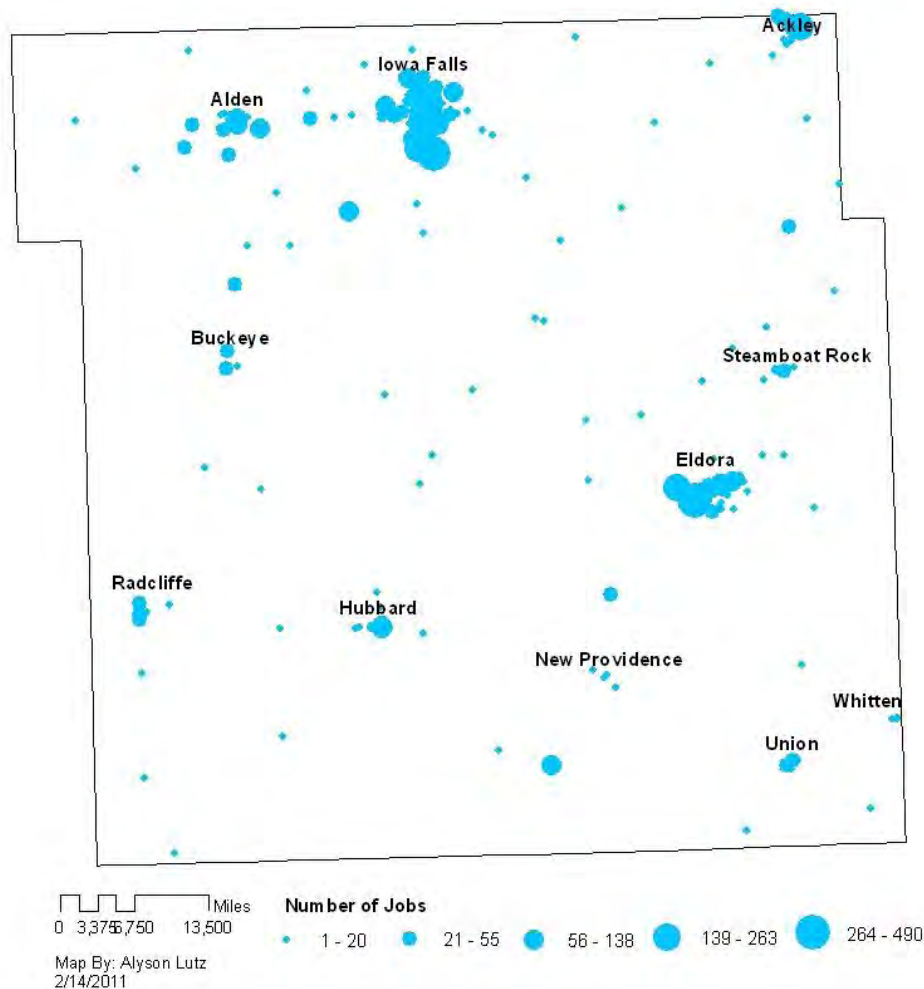 Ackley
Iowa Falls
Alden
Buckeye
Steamboat Rock
Eldora
Radcliffe
Hubbard
New Providence
Whitten
Union
Miles
0 3,375 6,750 13,500
Number of Jobs
1 - 20 21 - 55 56 - 138 139 - 263 264 - 490
Map By: Alyson Lutz
2/14/2011